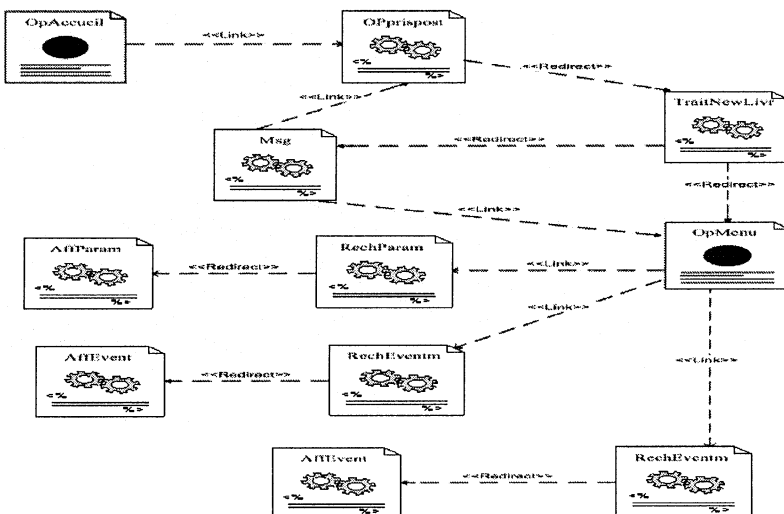 OpAccueil
<<Link>>
OPprispost
<%
%>
<<Redirect>>
<<Link>>
TraitNewLivr
<%
%>
Msg
<%
%>
<<Redirect>>
<<Redirect>>
<<Link>>
OpMenu
AffParam
<%
%>
<<Redirect>>
RechParam
<%
%>
<<Link>>
<<Link>>
AffEvent
<%
%>
<<Redirect>>
RechEventm
<%
%>
<<Link>>
AffEvent
<%
%>
<<Redirect>>
RechEventm
<%
%>